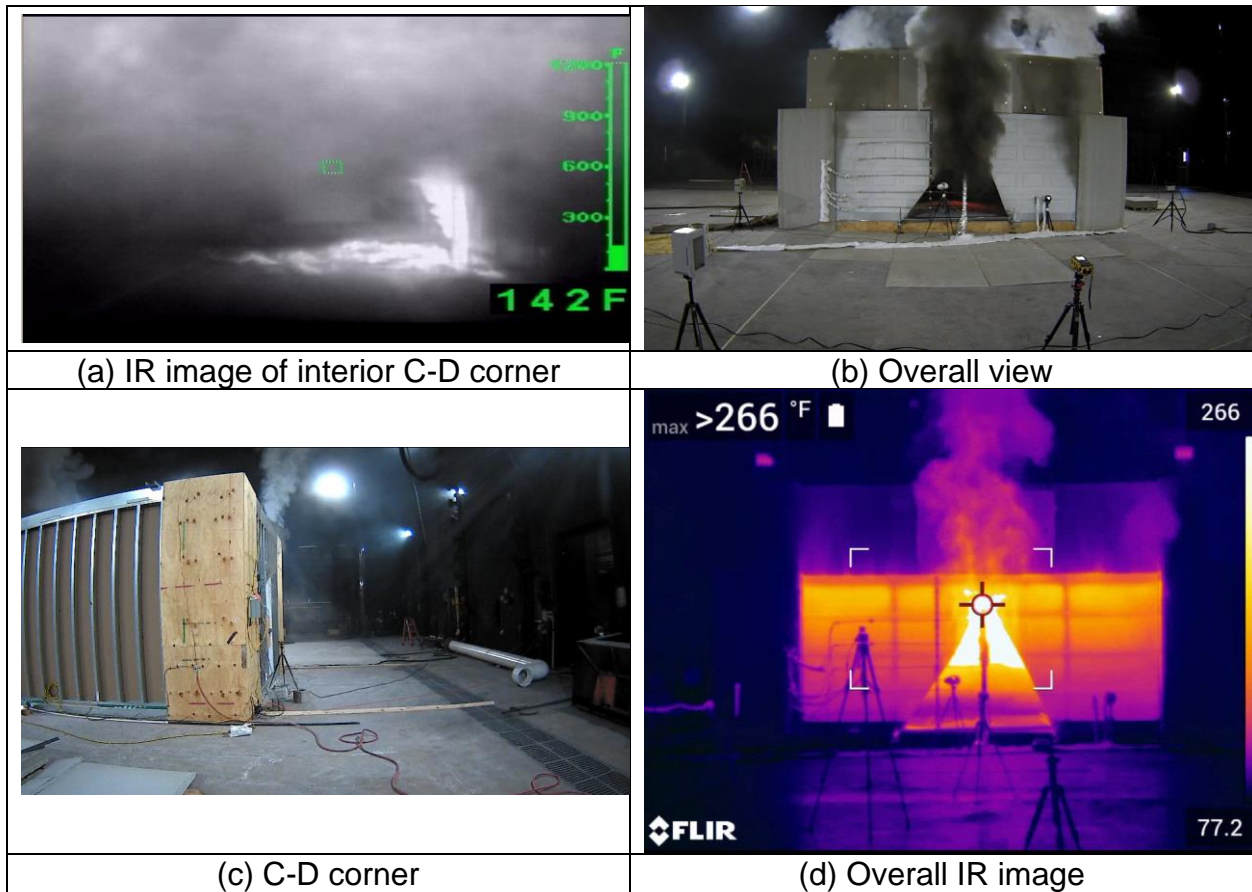 F
900
600
300
142F
(a) IR image of interior C-D corner
(b) Overall view
(c) C-D corner
max >266 °F
266
FLIR
77.2
(d) Overall IR image